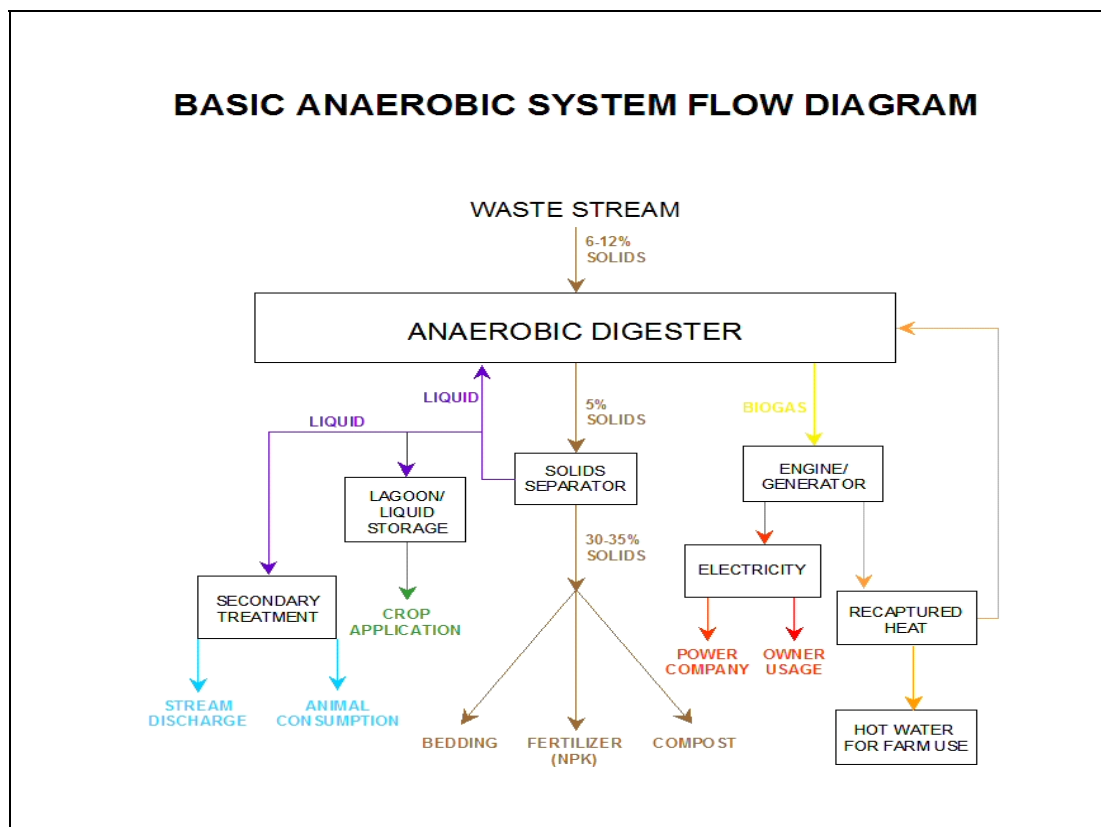 BASIC ANAEROBIC SYSTEM FLOW DIAGRAM
WASTE STREAM
6-12%
SOLIDS
ANAEROBIC DIGESTER
LIQUID
LIQUID
5%
SOLIDS
BIOGAS
SOLIDS
SEPARATOR
ENGINE/
GENERATOR
LAGOON/
LIQUID
STORAGE
30-35%
SOLIDS
ELECTRICITY
SECONDARY
TREATMENT
CROP
APPLICATION
RECAPTURED
HEAT
POWER
COMPANY
OWNER
USAGE
STREAM
DISCHARGE
ANIMAL
CONSUMPTION
BEDDING
FERTILIZER
(NPK)
COMPOST
HOT WATER
FOR FARM USE